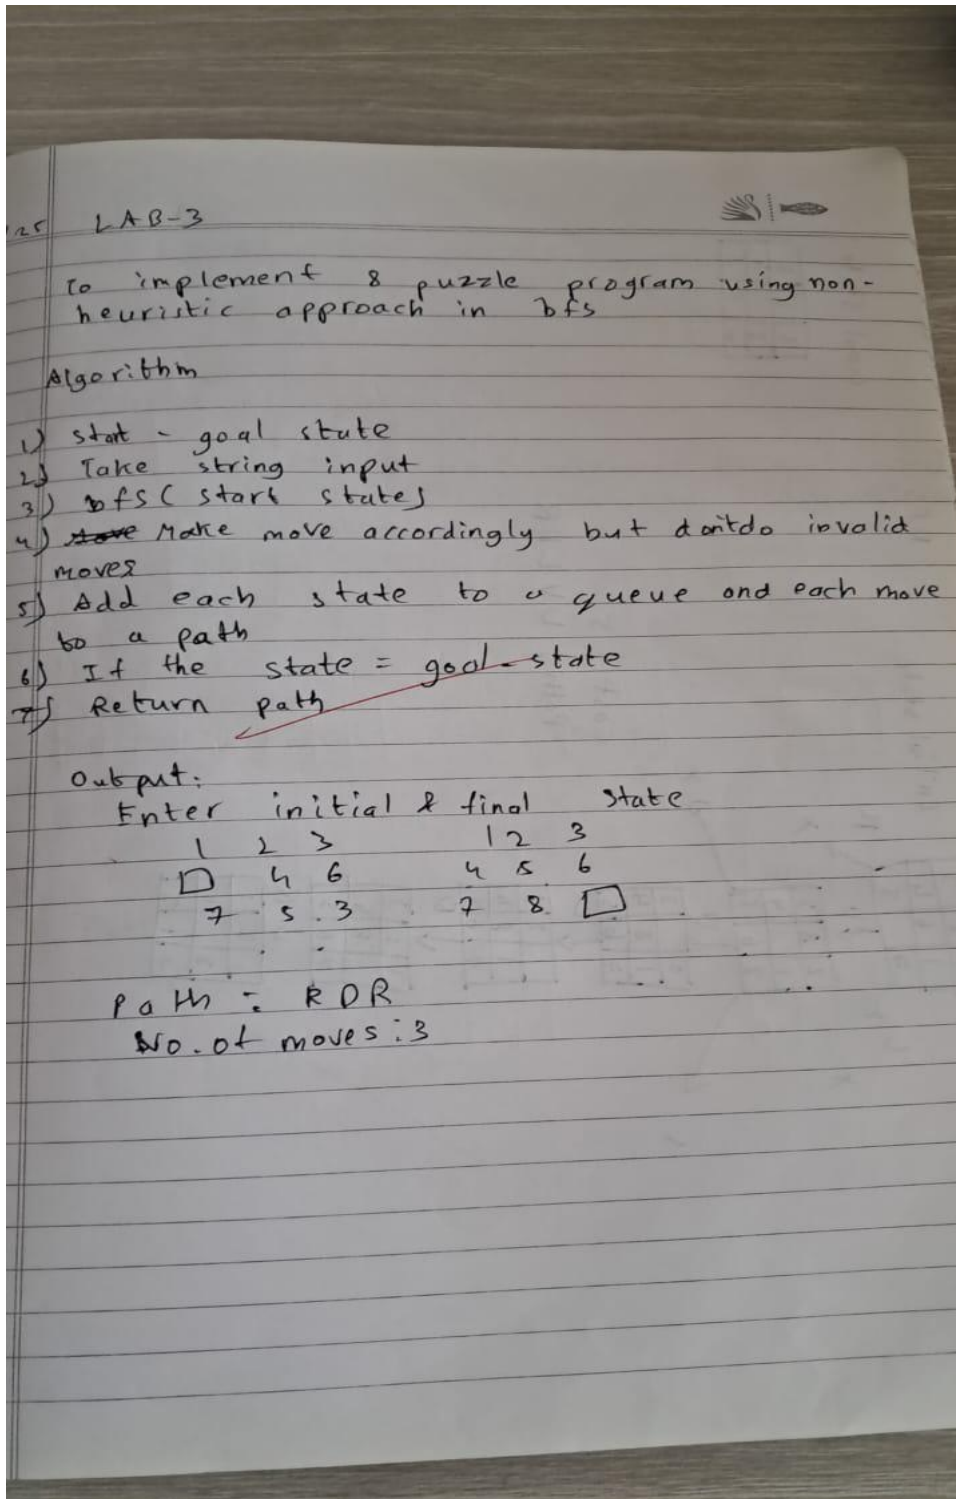 25 LAB-3
To implement 8 puzzle program using non-
heuristic approach in bfs
Algorithm
1) start - goal state
2) Take string input
3) bfs( start state)
4) Make move accordingly but don't do invalid
moves
5) Add each state to a queue and each move
to a path
6) If the state = goal-state
7) Return path
Output:
Enter initial & final state
1 2 3 1 2 3
□ 4 6 4 5 6
7 5 3 7 8 □
Path : RDR
No. of moves : 3